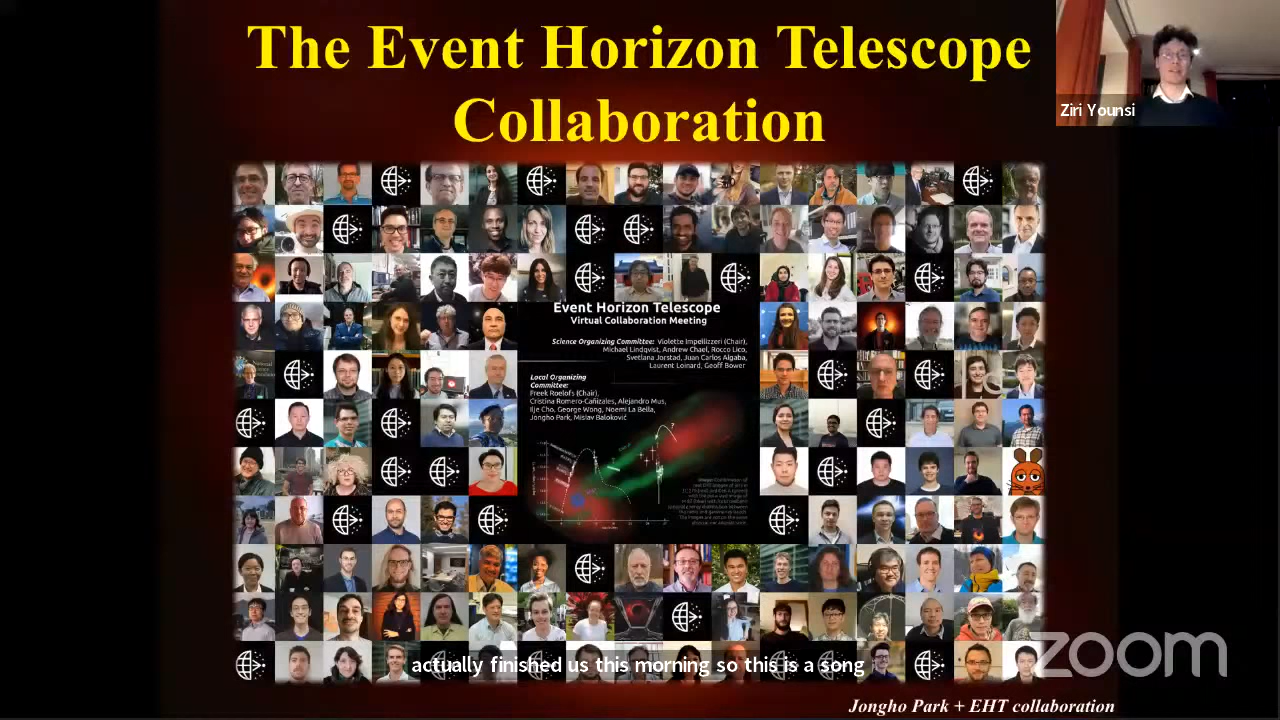 The Event Horizon Telescope
Collaboration
Ziri Younsi
Event Horizon Telescope
Virtual Collaboration Meeting
Science Organizing Committee: Violette Impellizzeri (Chair),
Michael Lindqvist, Andrew Chael, Rocco Lico,
Svetlana Jorstad, Juan Carlos Algaba,
Laurent Loinard, Geoff Bower
Local Organizing
Committee:
Freek Roelofs (Chair),
Cristina Romero-Cañizales, Alejandro Mus,
Ilje Cho, George Wong, Noemi La Bella,
Jongho Park, Mislav Baloković
actually finished us this morning so this is a song
zoom
Jongho Park + EHT collaboration